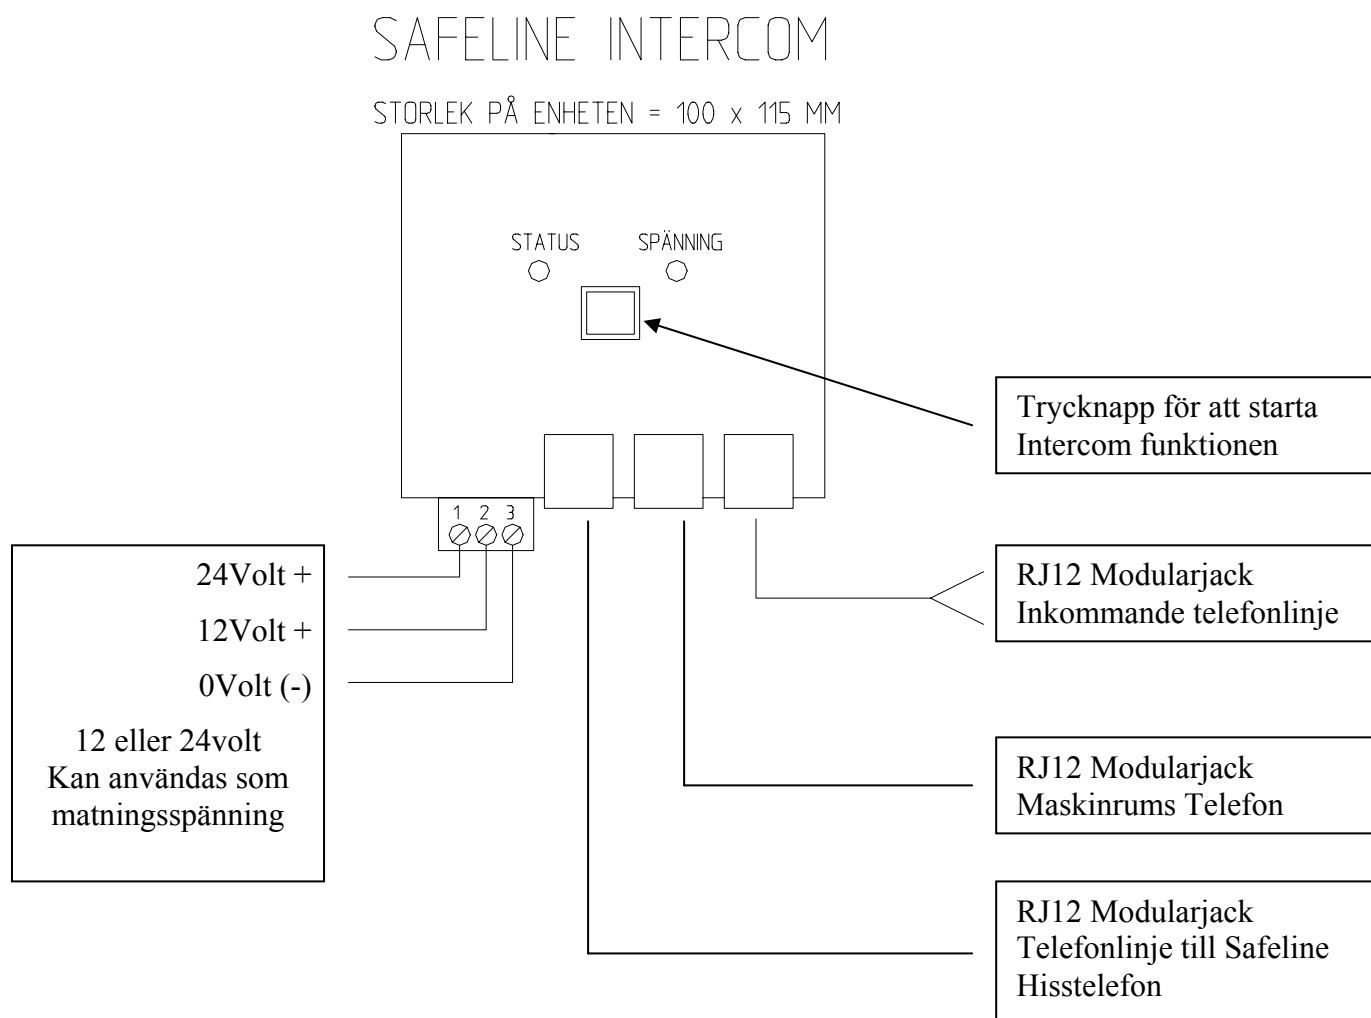 SAFELINE INTERCOM
STORLEK PÅ ENHETEN = 100 x 115 MM
STATUS
SPÄNNING
Trycknapp för att starta
Intercom funktionen
1 2 3
24Volt +
12Volt +
0Volt (-)
12 eller 24volt
Kan användas som
matningsspänning
RJ12 Modularjack
Inkommande telefonlinje
RJ12 Modularjack
Maskinrums Telefon
RJ12 Modularjack
Telefonlinje till Safeline
Hisstelefon